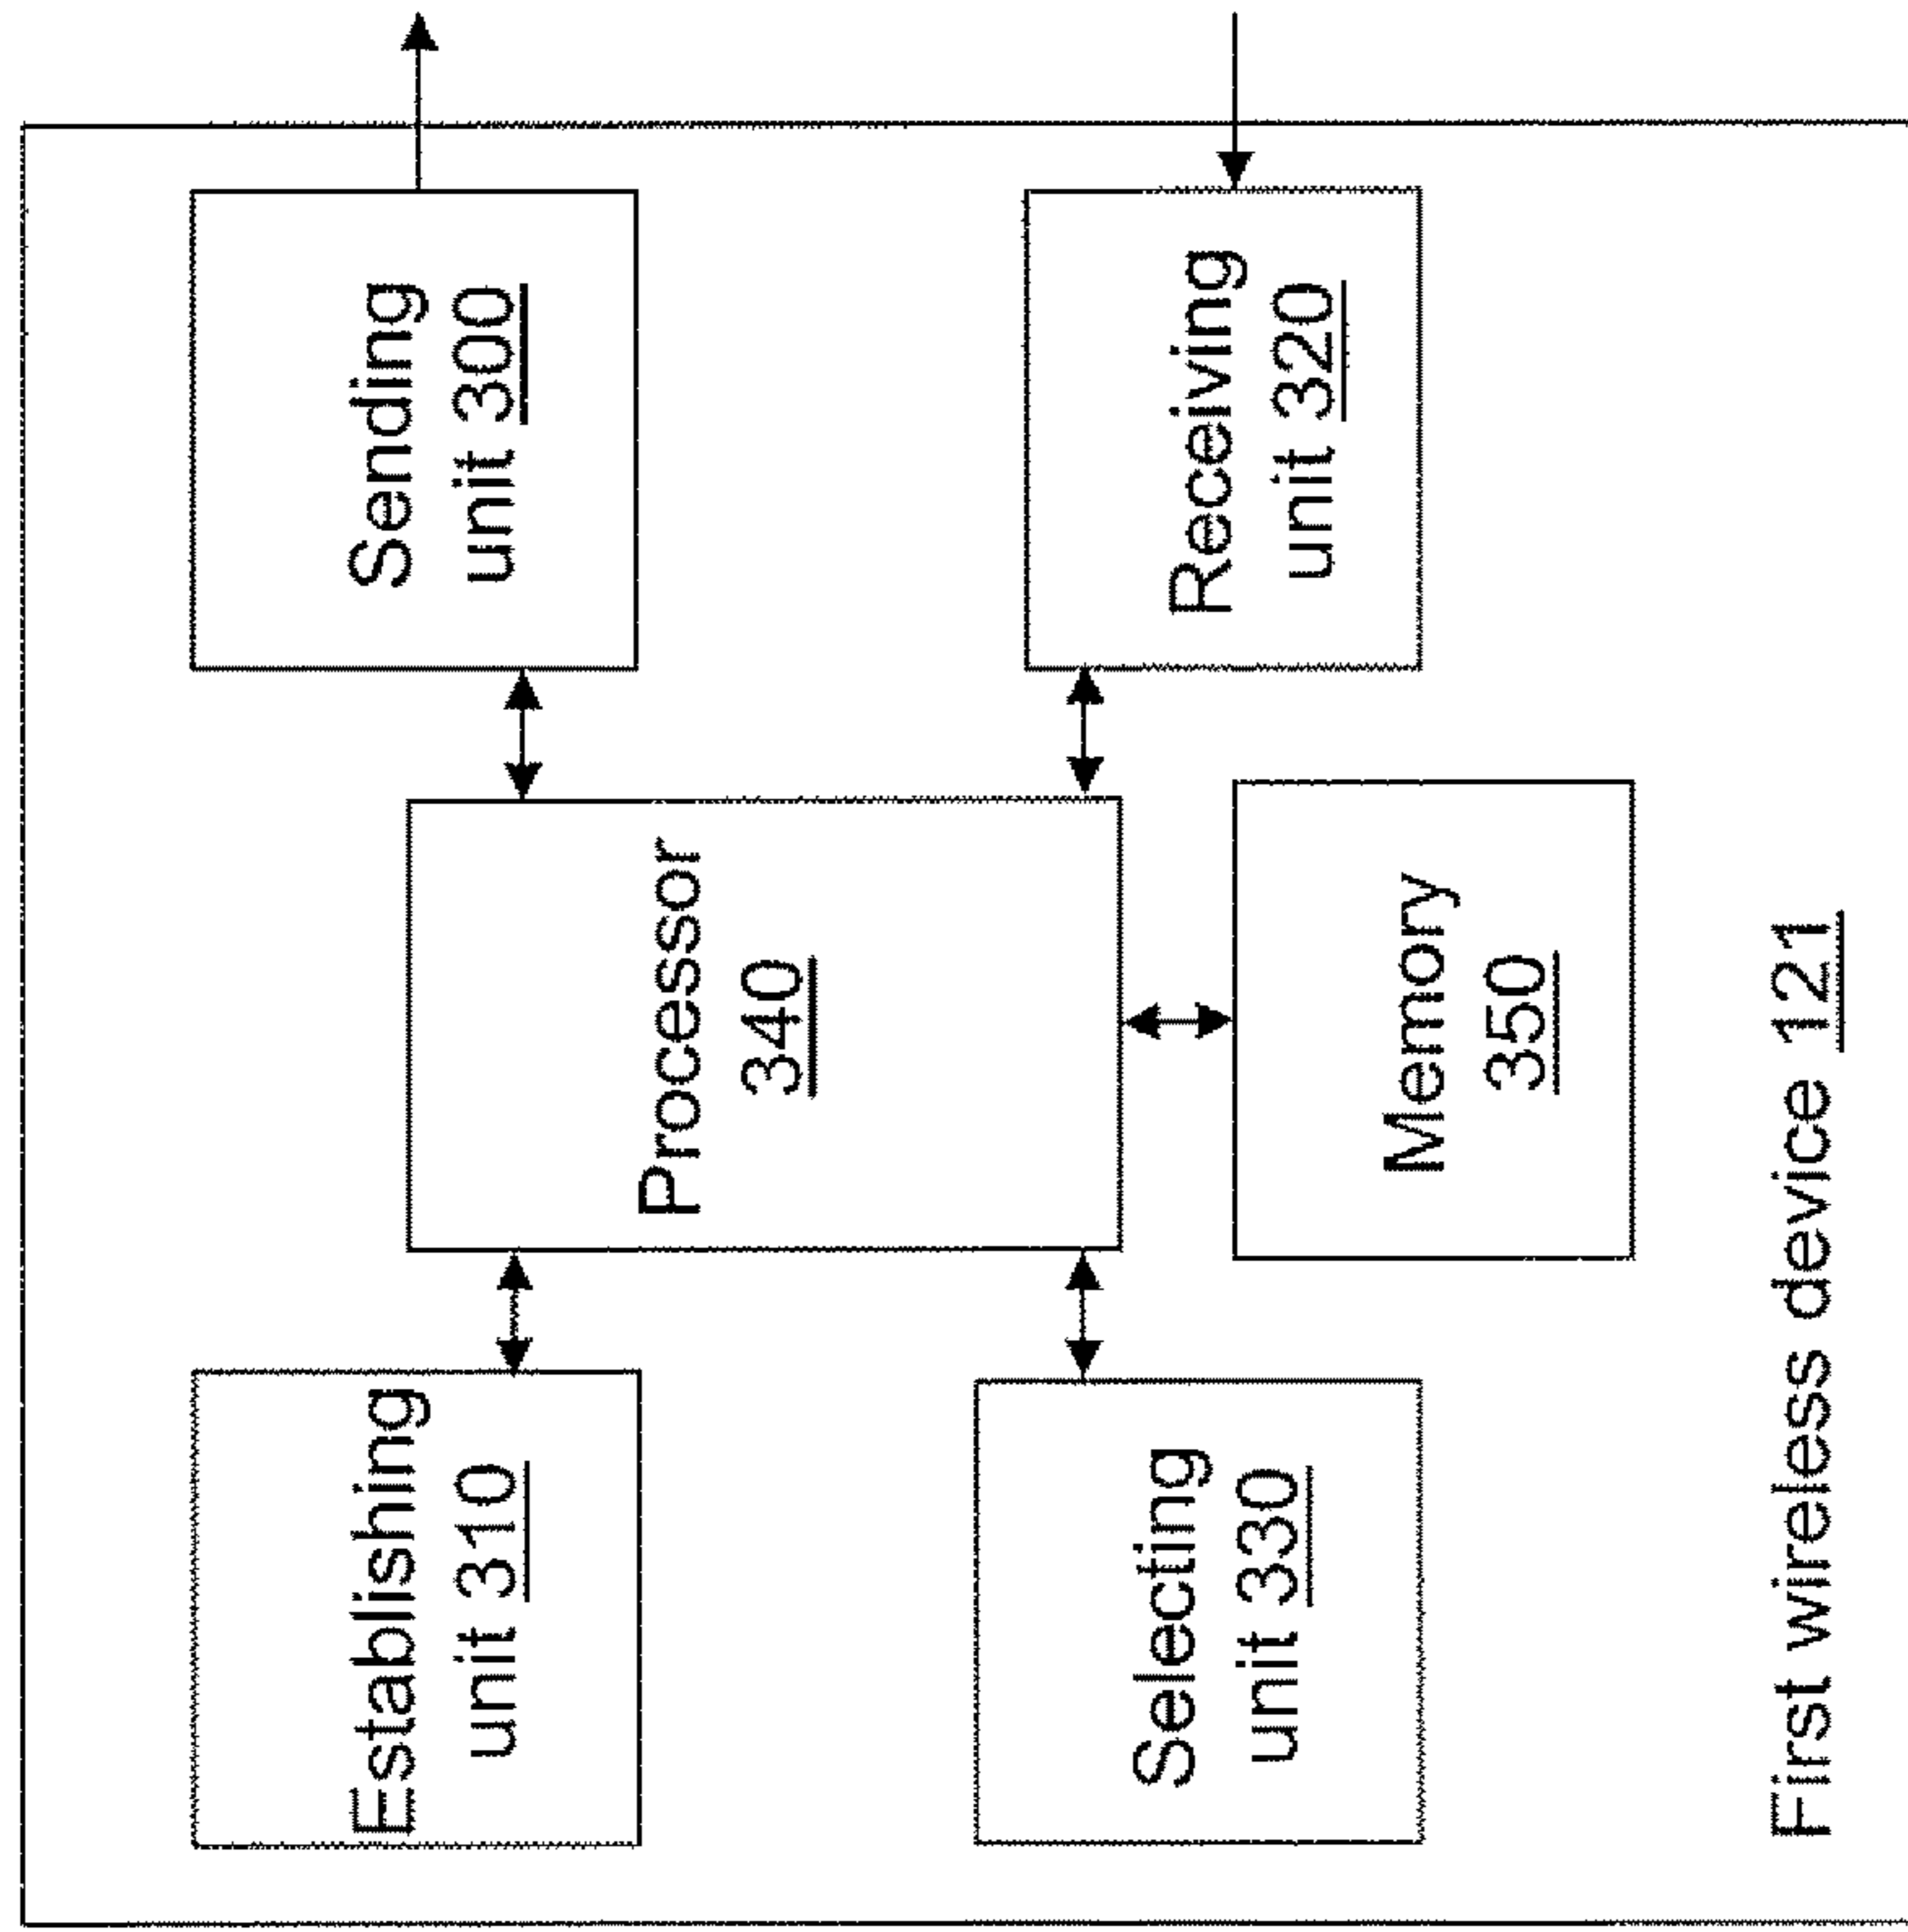 Establishing
unit 310
Processor
340
Sending
unit 300
Selecting
unit 330
Memory
350
Receiving
unit 320
First wireless device 121